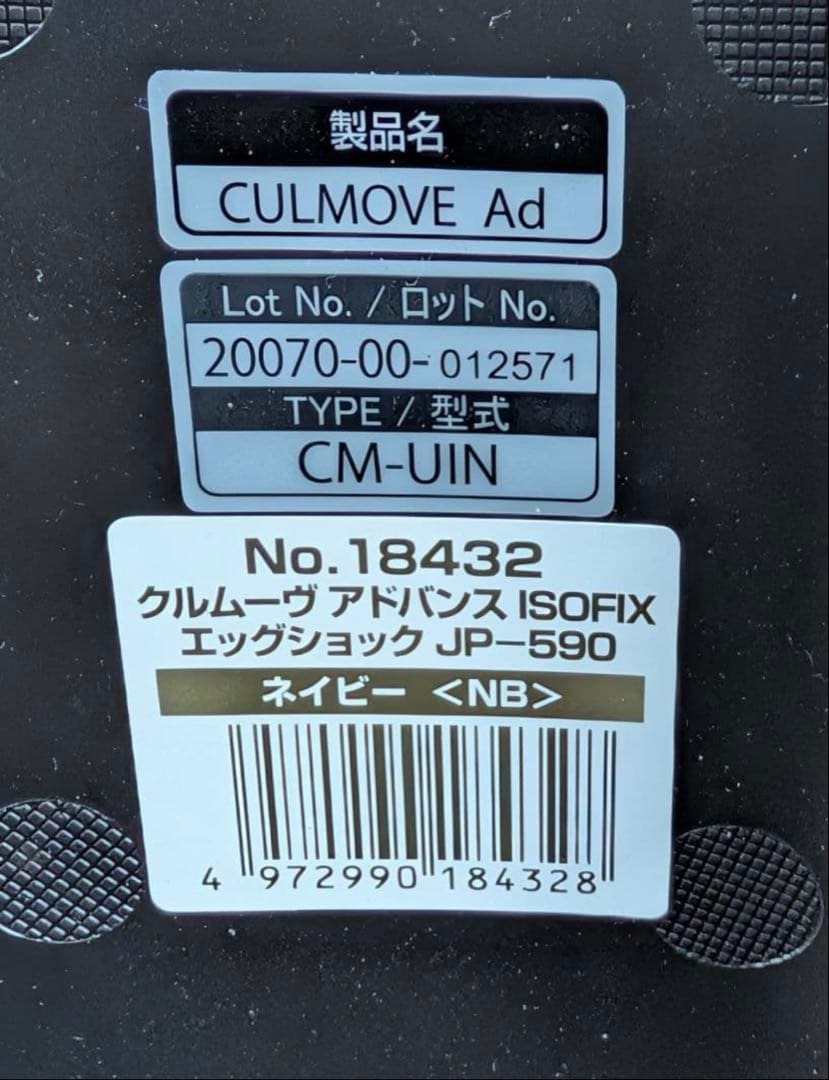 製品名
CULMOVE Ad
Lot No. / ロット No.
20070-00-012571
TYPE / 型式
CM-UIN
No.18432
クルムーヴ アドバンス ISOFIX
エッグショック JP-590
ネイビー <NB>
4 972990 184328